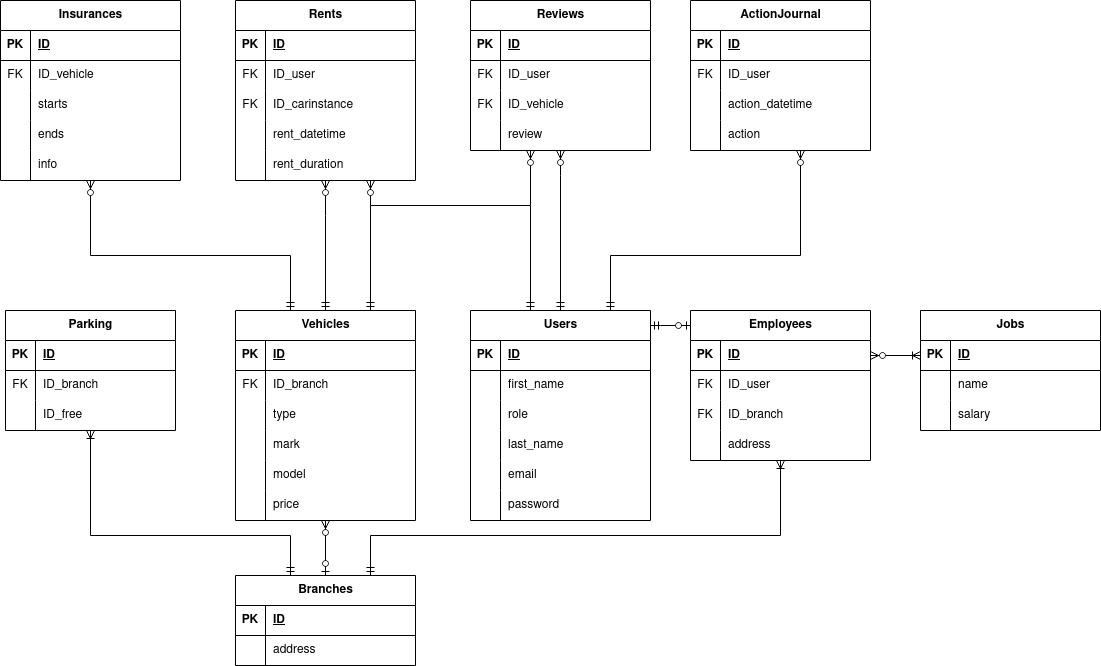 Insurances
PK ID
FK ID_vehicle
starts
ends
info
Rents
PK ID
FK ID_user
FK ID_carinstance
rent_datetime
rent_duration
Reviews
PK ID
FK ID_user
FK ID_vehicle
review
ActionJournal
PK ID
FK ID_user
action_datetime
action
Parking
PK ID
FK ID_branch
ID_free
Vehicles
PK ID
FK ID_branch
type
mark
model
price
Users
PK ID
first_name
role
last_name
email
password
Employees
PK ID
FK ID_user
FK ID_branch
address
Jobs
PK ID
name
salary
Branches
PK ID
address